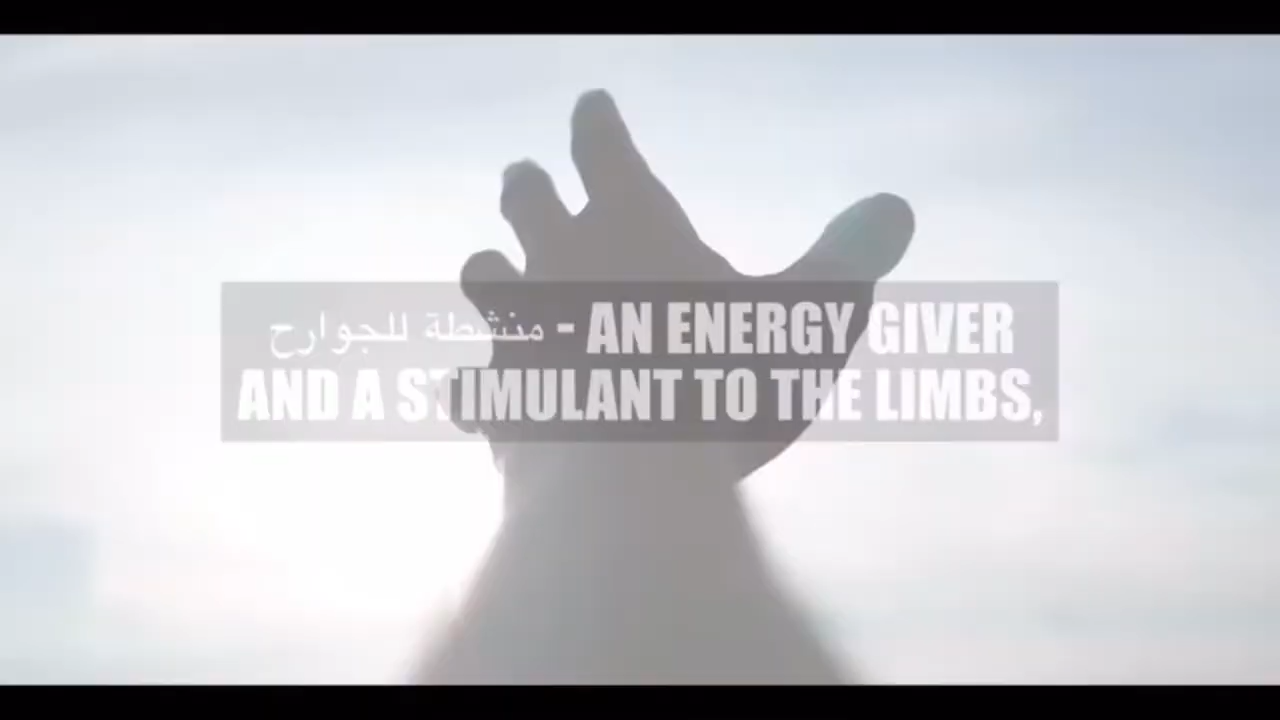 منشطة للجوارح - AN ENERGY GIVER
AND A STIMULANT TO THE LIMBS,